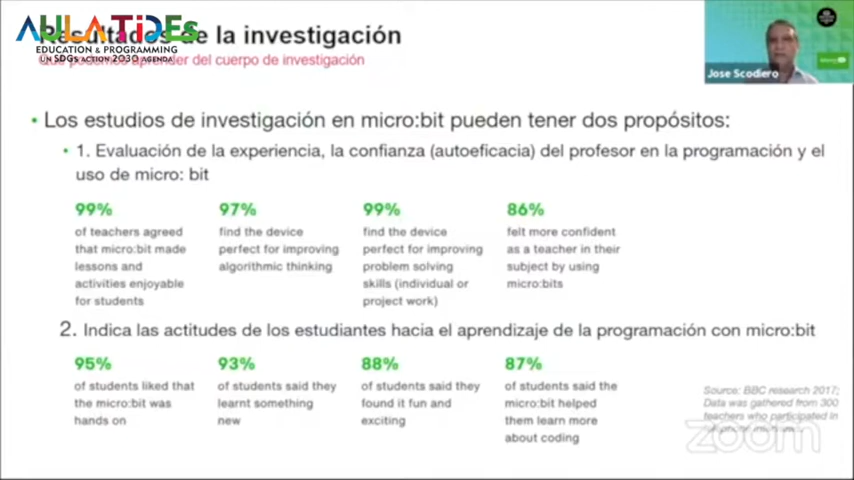 AULATIDES
EDUCATION & PROGRAMMING
UN SDGs ACTION 2030 AGENDA
Resultados de la investigación
podemos aprender del cuerpo de investigación
Jose Scodiero
• Los estudios de investigación en micro:bit pueden tener dos propósitos:
• 1. Evaluación de la experiencia, la confianza (autoeficacia) del profesor en la programación y el
uso de micro: bit
99%
of teachers agreed
that micro:bit made
lessons and
activities enjoyable
for students
97%
find the device
perfect for improving
algorithmic thinking
99%
find the device
perfect for improving
problem solving
skills (individual or
project work)
86%
felt more confident
as a teacher in their
subject by using
micro:bits
2. Indica las actitudes de los estudiantes hacia el aprendizaje de la programación con micro:bit
95%
of students liked that
the micro:bit was
hands on
93%
of students said they
learnt something
new
88%
of students said they
found it fun and
exciting
87%
of students said the
micro:bit helped
them learn more
about coding
Source: BBC research 2017;
Data was gathered from 300
teachers who participated in
zoom